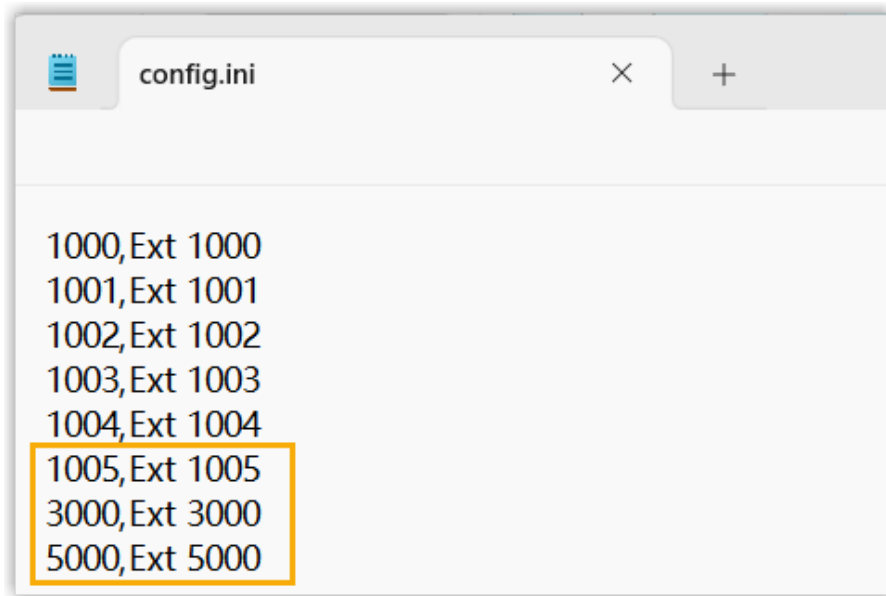 config.ini
1000,Ext 1000
1001,Ext 1001
1002,Ext 1002
1003,Ext 1003
1004,Ext 1004
1005,Ext 1005
3000,Ext 3000
5000,Ext 5000